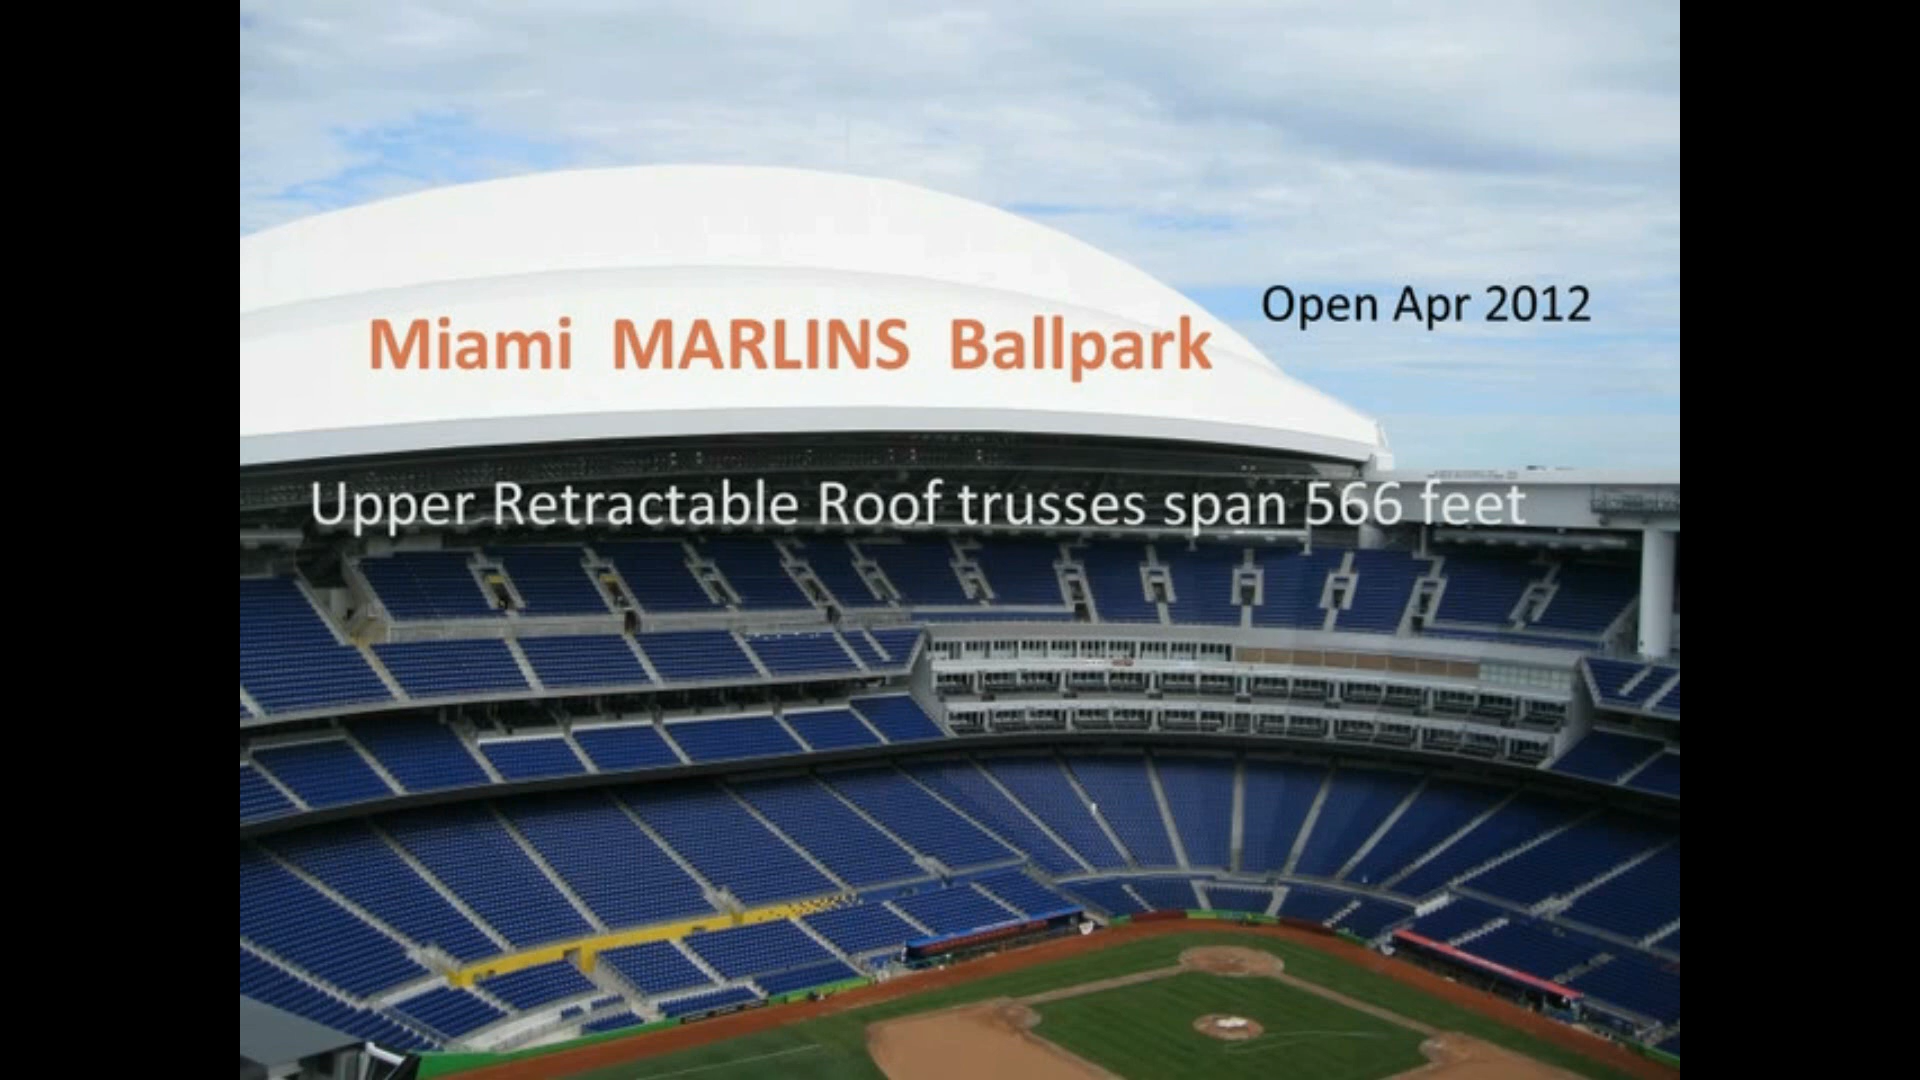 Open Apr 2012
Miami MARLINS Ballpark
Upper Retractable Roof trusses span 566 feet